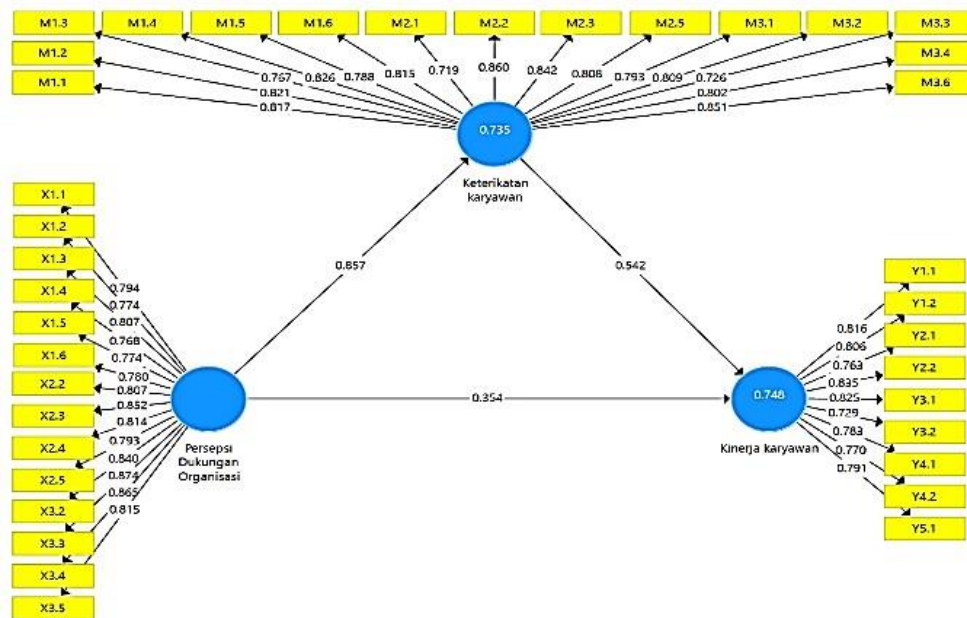 M1.3 M1.4 M1.5 M1.6 M2.1 M2.2 M2.3 M2.5 M3.1 M3.2 M3.3
M1.2 M3.4
M1.1 M3.6
0.767 0.826 0.788 0.815 0.719 0.860 0.842 0.808 0.793 0.809 0.726
0.821 0.802
0.817 0.851
0.735
Keterikatan
karyawan
X1.1
X1.2
X1.3
X1.4
X1.5
X1.6
X2.2
X2.3
X2.4
X2.5
X3.2
X3.3
X3.4
X3.5
0.794
0.774
0.807
0.768
0.774
0.780
0.807
0.852
0.814
0.793
0.840
0.874
0.865
0.815
Persepsi
Dukungan
Organisasi
0.857
0.542
0.354
0.748
Kinerja karyawan
0.816
0.806
0.763
0.835
0.825
0.729
0.783
0.770
0.791
Y1.1
Y1.2
Y2.1
Y2.2
Y3.1
Y3.2
Y4.1
Y4.2
Y5.1